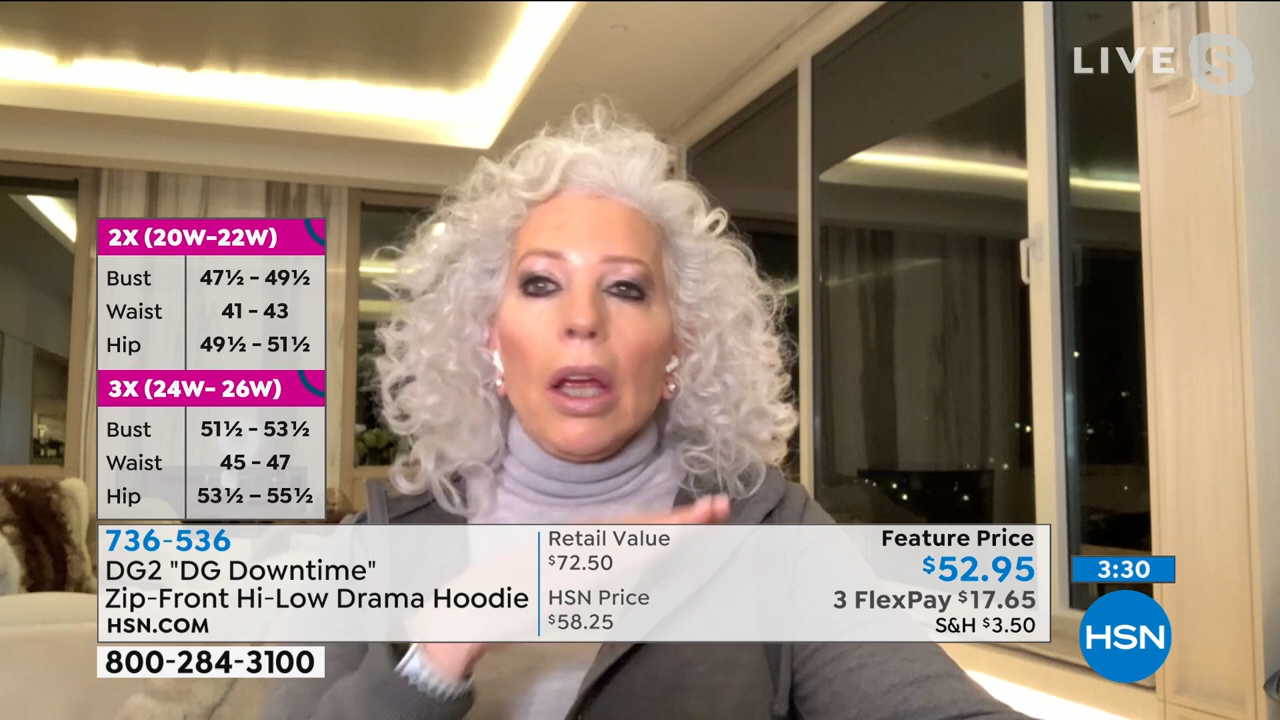 LIVE S
2X (20W–22W)
Bust 47½ – 49½
Waist 41 – 43
Hip 49½ – 51½
3X (24W– 26W)
Bust 51½ – 53½
Waist 45 – 47
Hip 53½ – 55½
736-536
DG2 "DG Downtime"
Zip-Front Hi-Low Drama Hoodie
HSN.COM
Retail Value
$72.50
HSN Price
$58.25
Feature Price
$52.95
3 FlexPay $17.65
S&H $3.50
3:30
HSN
800-284-3100